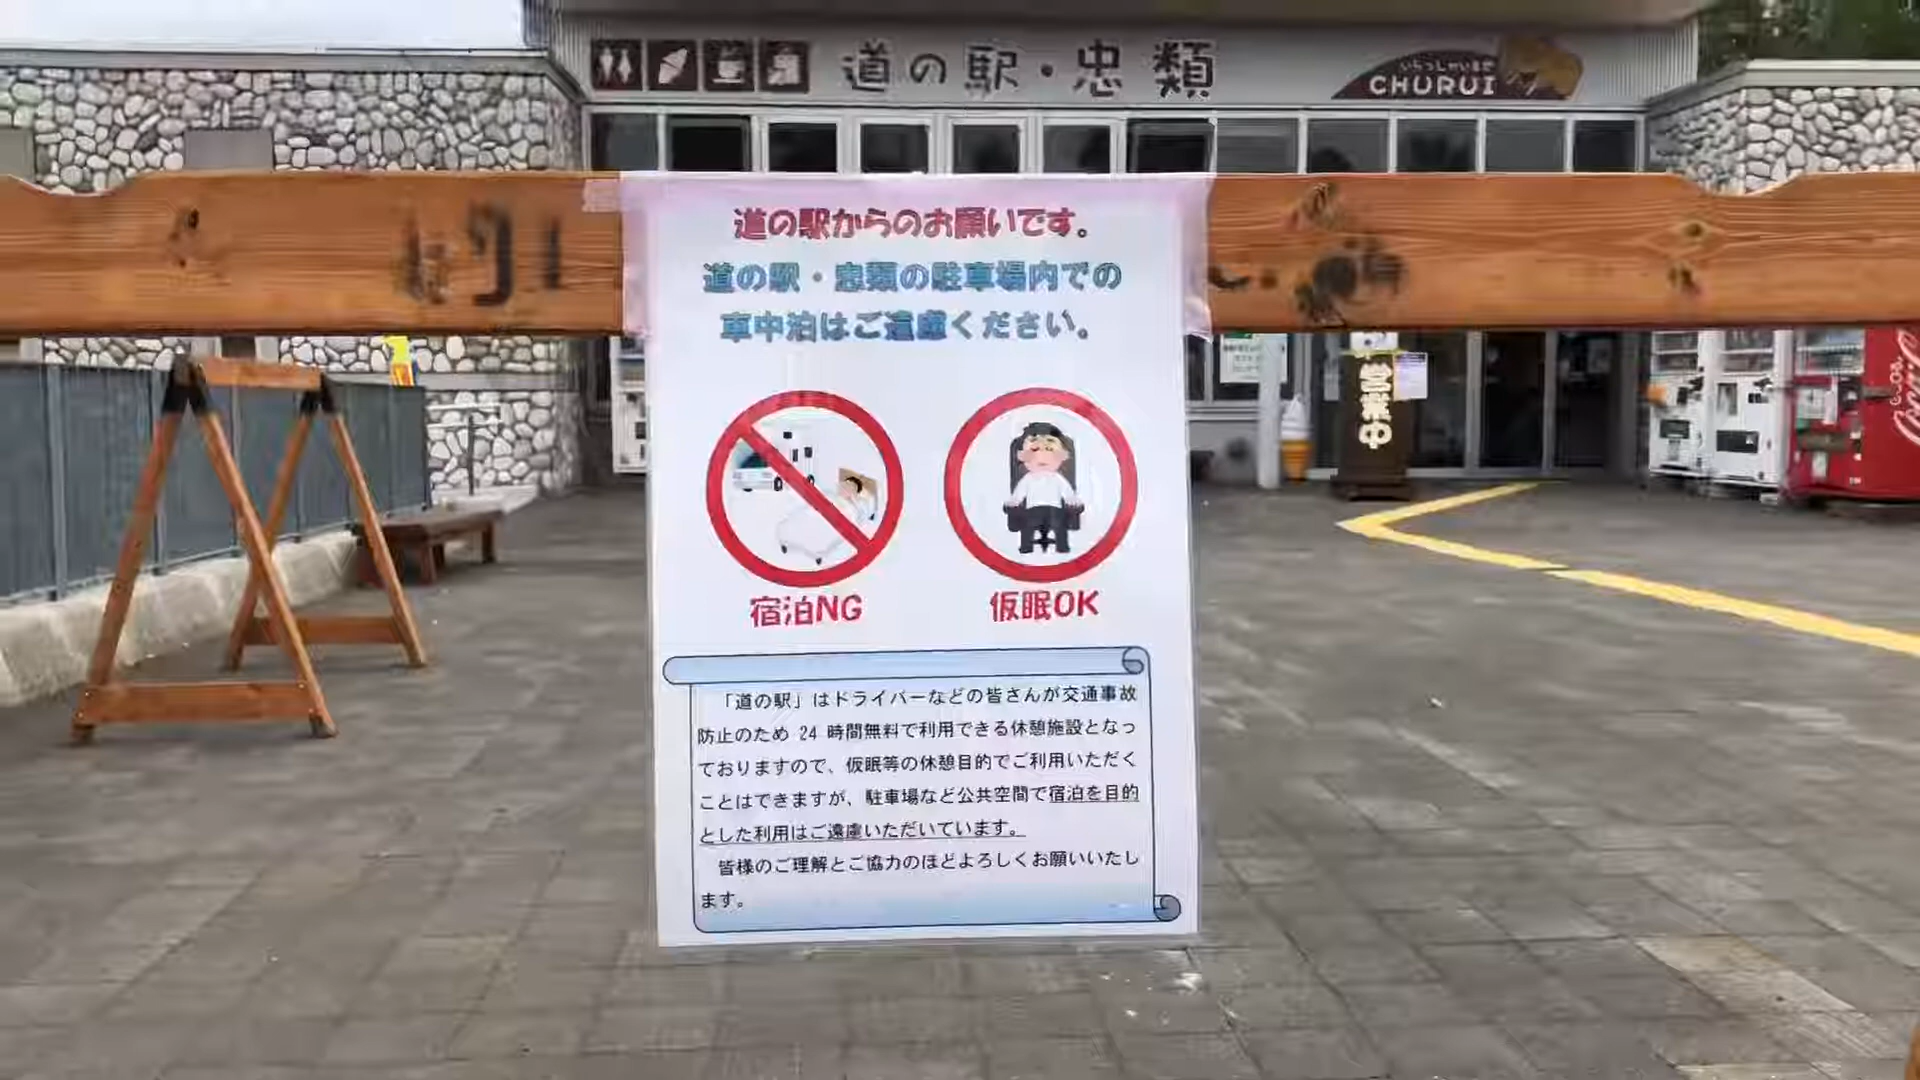 道の駅・忠類
いらっしゃいませ
CHURUI
道の駅からのお願いです。
道の駅・忠類の駐車場内での
車中泊はご遠慮ください。
宿泊NG
仮眠OK
「道の駅」はドライバーなどの皆さんが交通事故
防止のため 24 時間無料で利用できる休憩施設となっ
ておりますので、仮眠等の休憩目的でご利用いただく
ことはできますが、駐車場など公共空間で宿泊を目的
とした利用はご遠慮いただいています。
皆様のご理解とご協力のほどよろしくお願いいたし
ます。
営業中